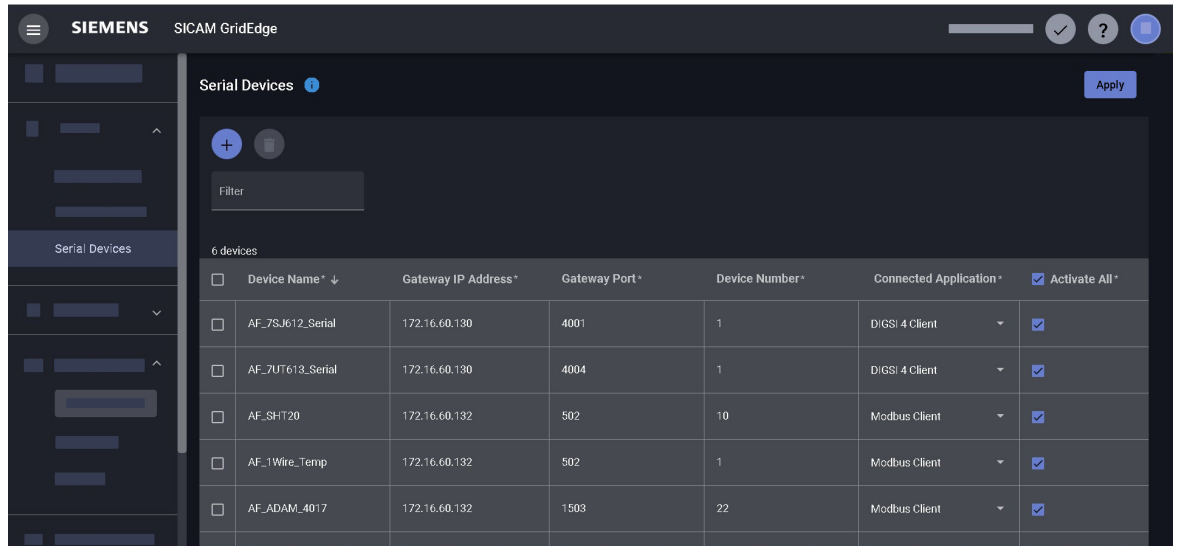 SIEMENS SICAM GridEdge ?
Serial Devices i
Apply
+
Filter
Serial Devices
6 devices
Device Name* ↓ Gateway IP Address* Gateway Port* Device Number* Connected Application* Activate All*
AF_7SJ612_Serial 172.16.60.130 4001 1 DIGSI 4 Client
AF_7UT613_Serial 172.16.60.130 4004 1 DIGSI 4 Client
AF_SHT20 172.16.60.132 502 10 Modbus Client
AF_1Wire_Temp 172.16.60.132 502 1 Modbus Client
AF_ADAM_4017 172.16.60.132 1503 22 Modbus Client